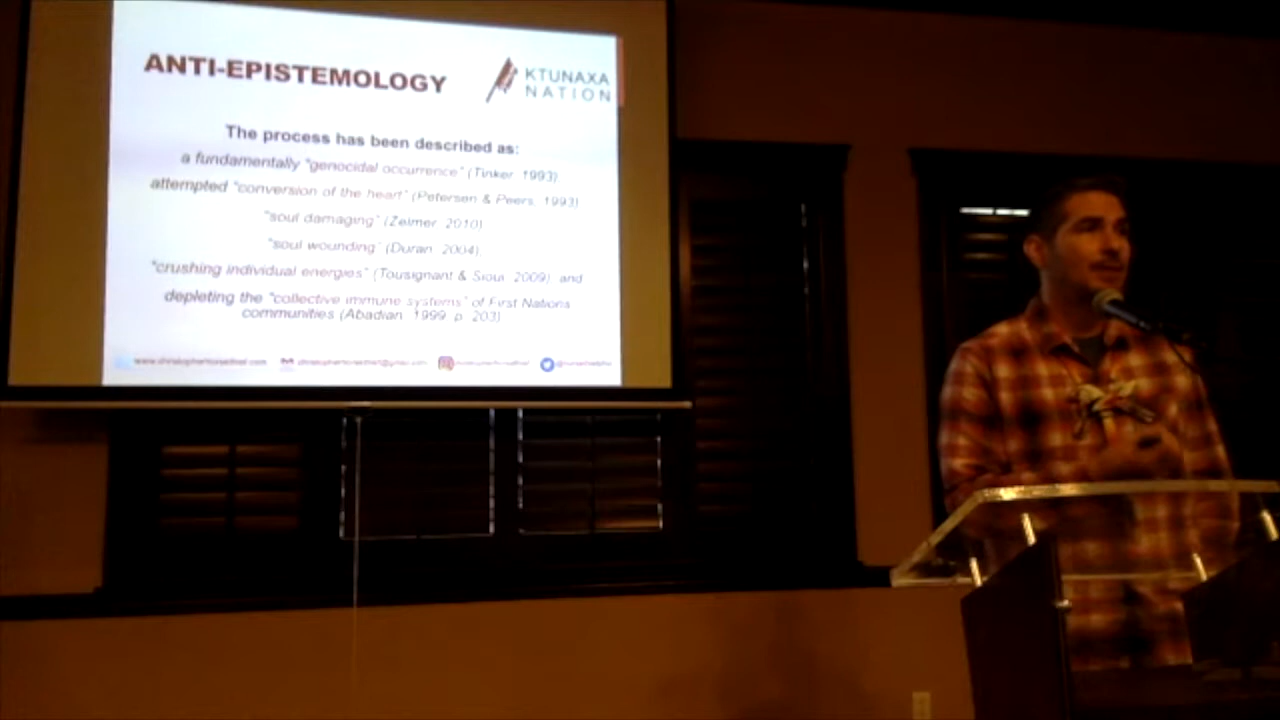 ANTI-EPISTEMOLOGY
KTUNAXA
NATION
The process has been described as:
a fundamentally "genocidal occurrence" (Tinker, 1993),
attempted "conversion of the heart" (Petersen & Peers, 1993)
"soul damaging" (Zelmer, 2010)
"soul wounding" (Duran, 2004),
"crushing individual energies" (Tousignant & Sioui, 2009), and
depleting the "collective immune systems" of First Nations
communities (Abadian, 1999, p. 203)